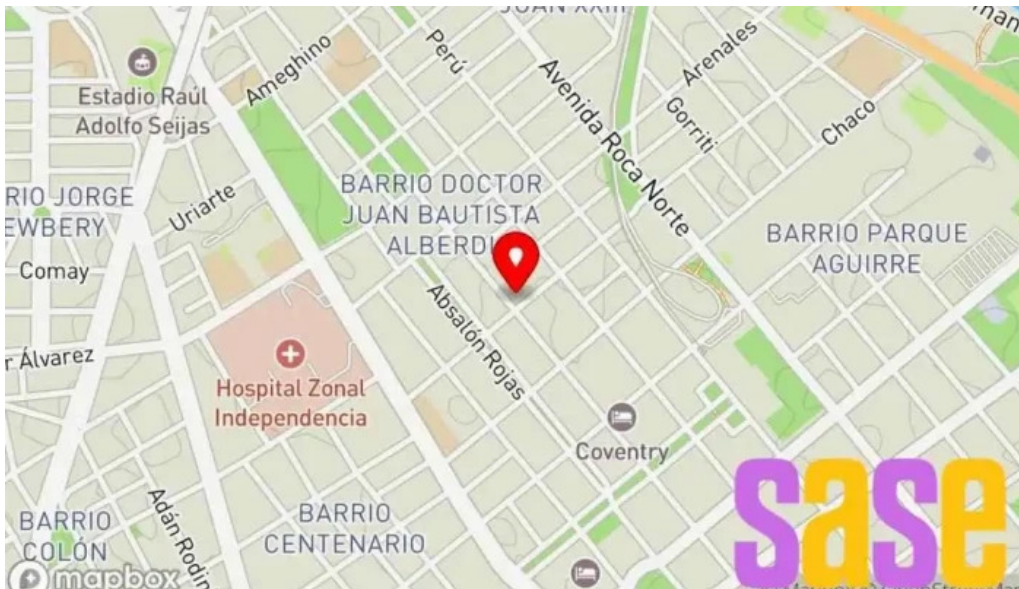 JUAN XXIII
Ameghino
Perú
Arenales
Estadio Raúl
Adolfo Seijas
Avenida Roca Norte
Gorriti
Chaco
RIO JORGE
EWBERY
Uriarte
BARRIO DOCTOR
JUAN BAUTISTA
ALBERDI
BARRIO PARQUE
AGUIRRE
Comay
r Álvarez
Absalón Rojas
Hospital Zonal
Independencia
Coventry
Adán Rodin
BARRIO
COLÓN
BARRIO
CENTENARIO
sase
mapbox